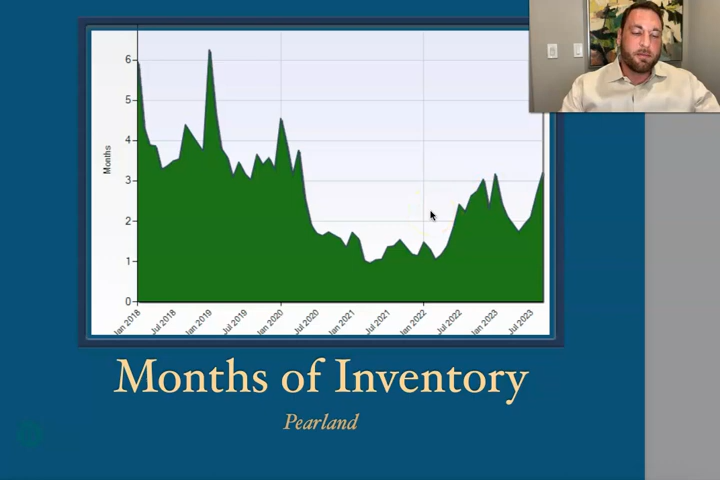 6
5
4
3
2
1
0
Months
Jan 2018
Jul 2018
Jan 2019
Jul 2019
Jan 2020
Jul 2020
Jan 2021
Jul 2021
Jan 2022
Jul 2022
Jan 2023
Jul 2023
Months of Inventory
Pearland